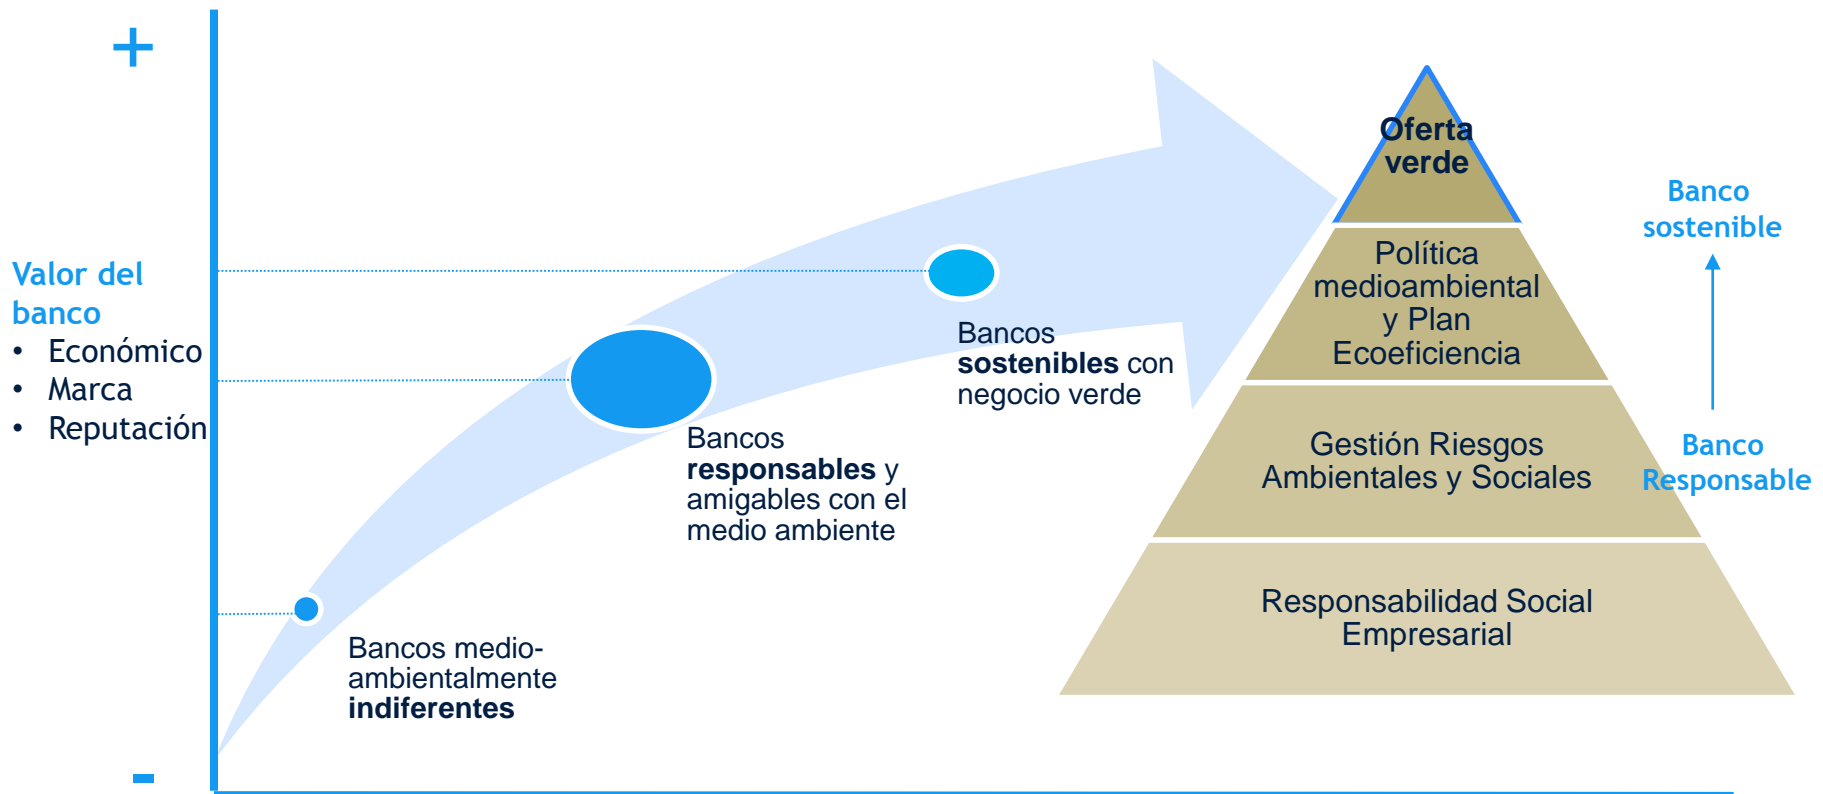 +
Valor del
banco
• Económico
• Marca
• Reputación
-
Bancos medio-
ambientalmente
indiferentes
Bancos
responsables y
amigables con el
medio ambiente
Bancos
sostenibles con
negocio verde
Oferta
verde
Política
medioambiental
y Plan
Ecoeficiencia
Gestión Riesgos
Ambientales y Sociales
Responsabilidad Social
Empresarial
Banco
sostenible
Banco
Responsable